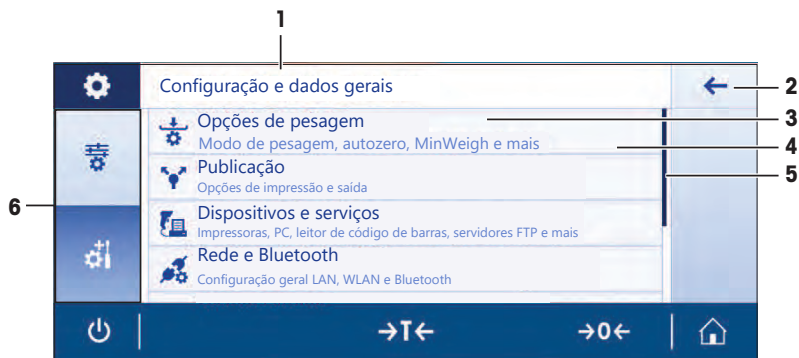 1
Configuração e dados gerais
2
Opções de pesagem
3
Modo de pesagem, autozero, MinWeigh e mais
4
Publicação
5
Opções de impressão e saída
6
Dispositivos e serviços
Impressoras, PC, leitor de código de barras, servidores FTP e mais
Rede e Bluetooth
Configuração geral LAN, WLAN e Bluetooth
→T←
→0←